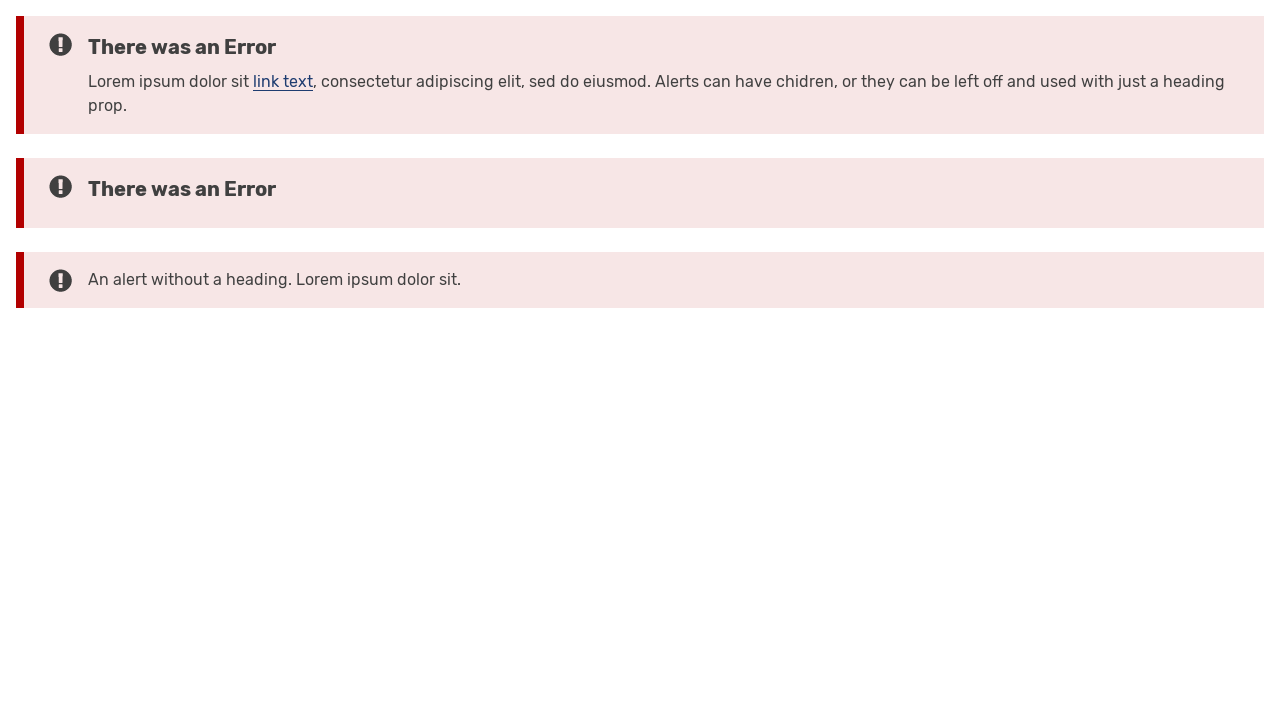 There was an Error
Lorem ipsum dolor sit link text, consectetur adipiscing elit, sed do eiusmod. Alerts can have chidren, or they can be left off and used with just a heading
prop.
There was an Error
An alert without a heading. Lorem ipsum dolor sit.